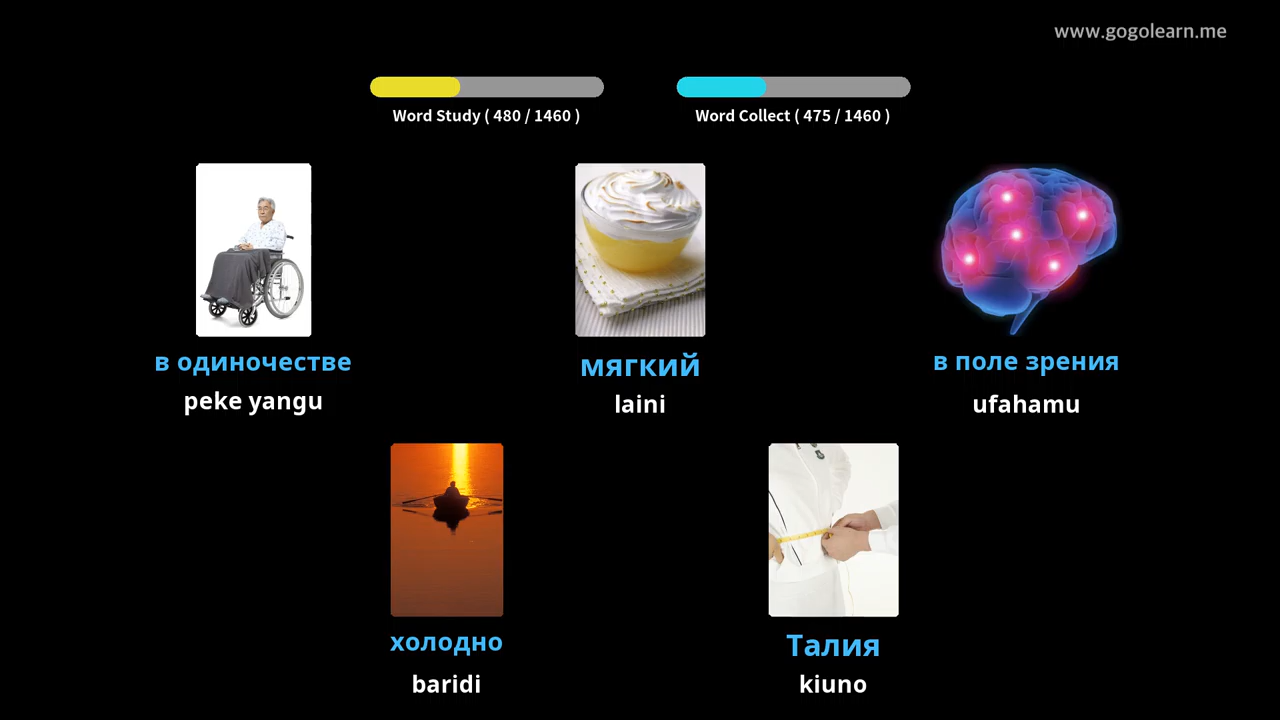 www.gogolearn.me
Word Study ( 480 / 1460 )
Word Collect ( 475 / 1460 )
в одиночестве
peke yangu
мягкий
laini
в поле зрения
ufahamu
холодно
baridi
Талия
kiuno